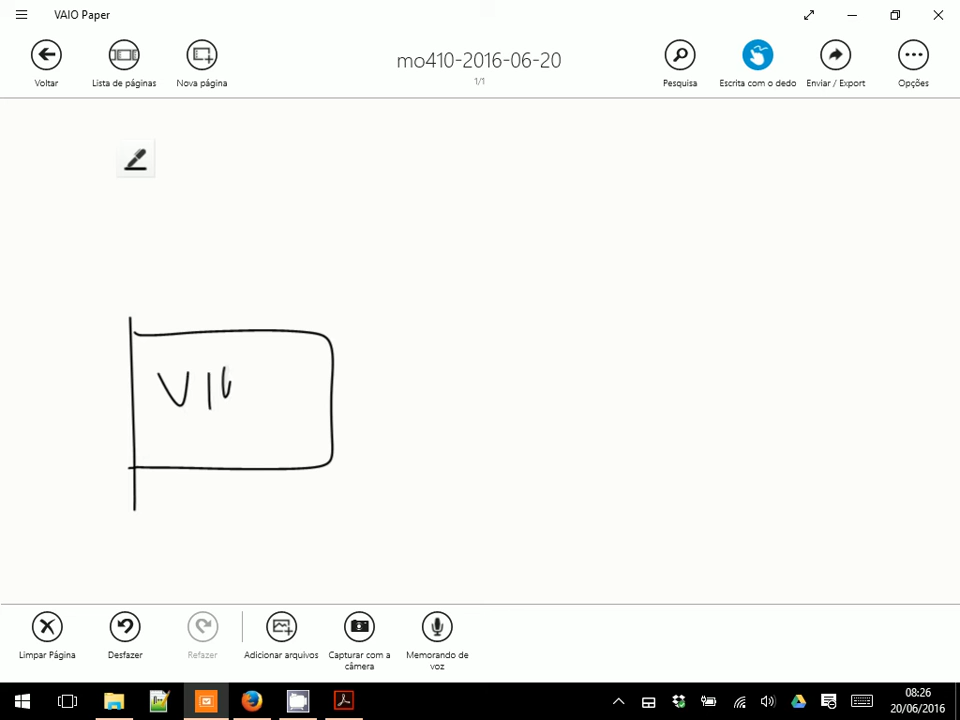 VAIO Paper
Voltar
Lista de páginas
Nova página
mo410-2016-06-20
1/1
Pesquisa
Escrita com o dedo
Enviar / Export
Opções
Limpar Página
Desfazer
Refazer
Adicionar arquivos
Capturar com a
câmera
Memorando de
voz
08:26
20/06/2016